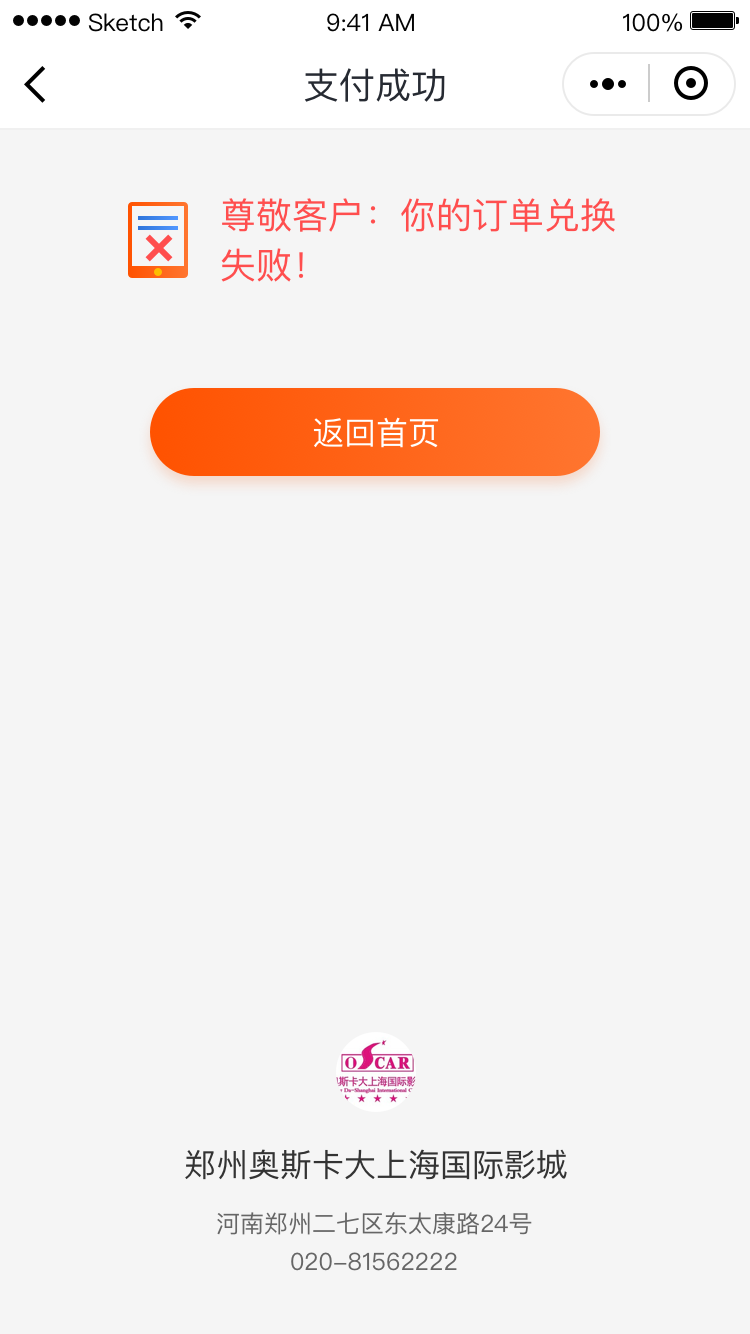 Sketch 9:41 AM 100%
支付成功
尊敬客户：你的订单兑换
失败！
返回首页
OSCAR
斯卡大上海国际影
Da-Shanghai International
郑州奥斯卡大上海国际影城
河南郑州二七区东太康路24号
020-81562222